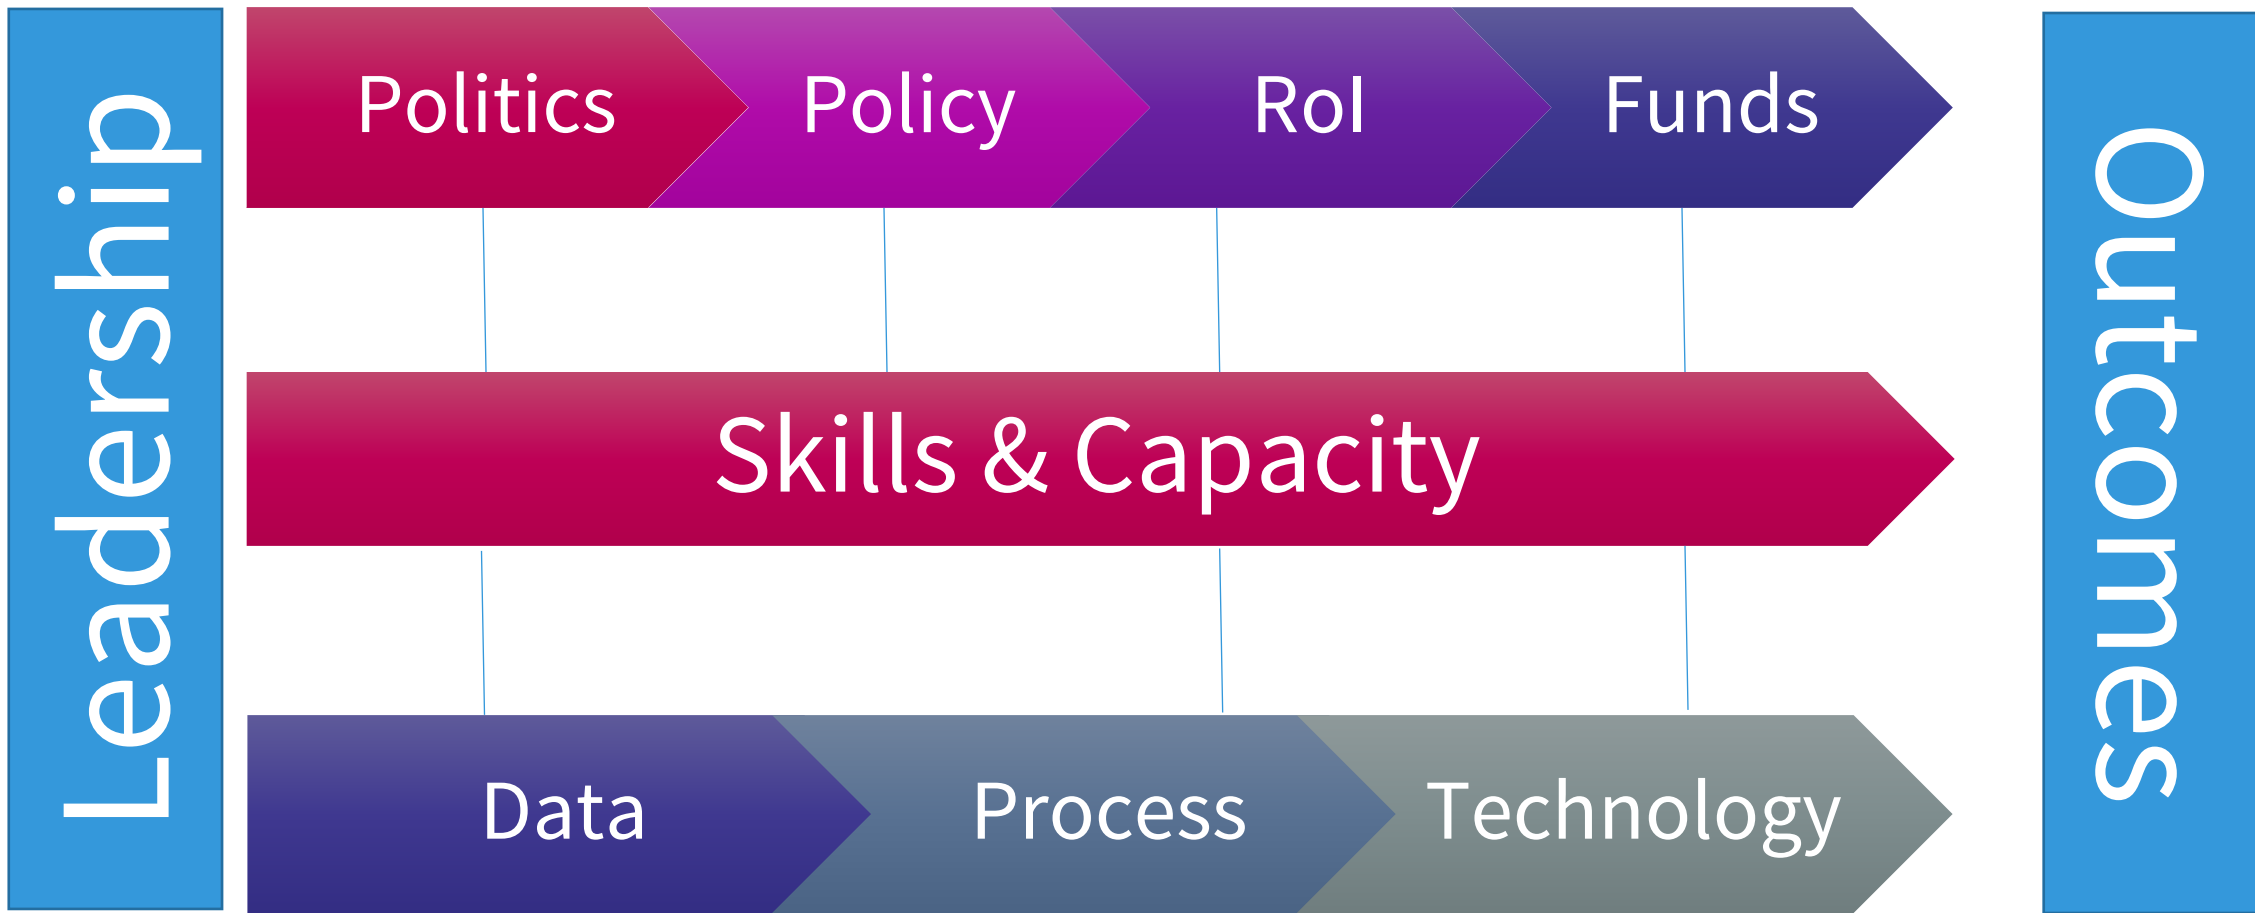 Leadership
Politics
Policy
RoI
Funds
Skills & Capacity
Data
Process
Technology
Outcomes